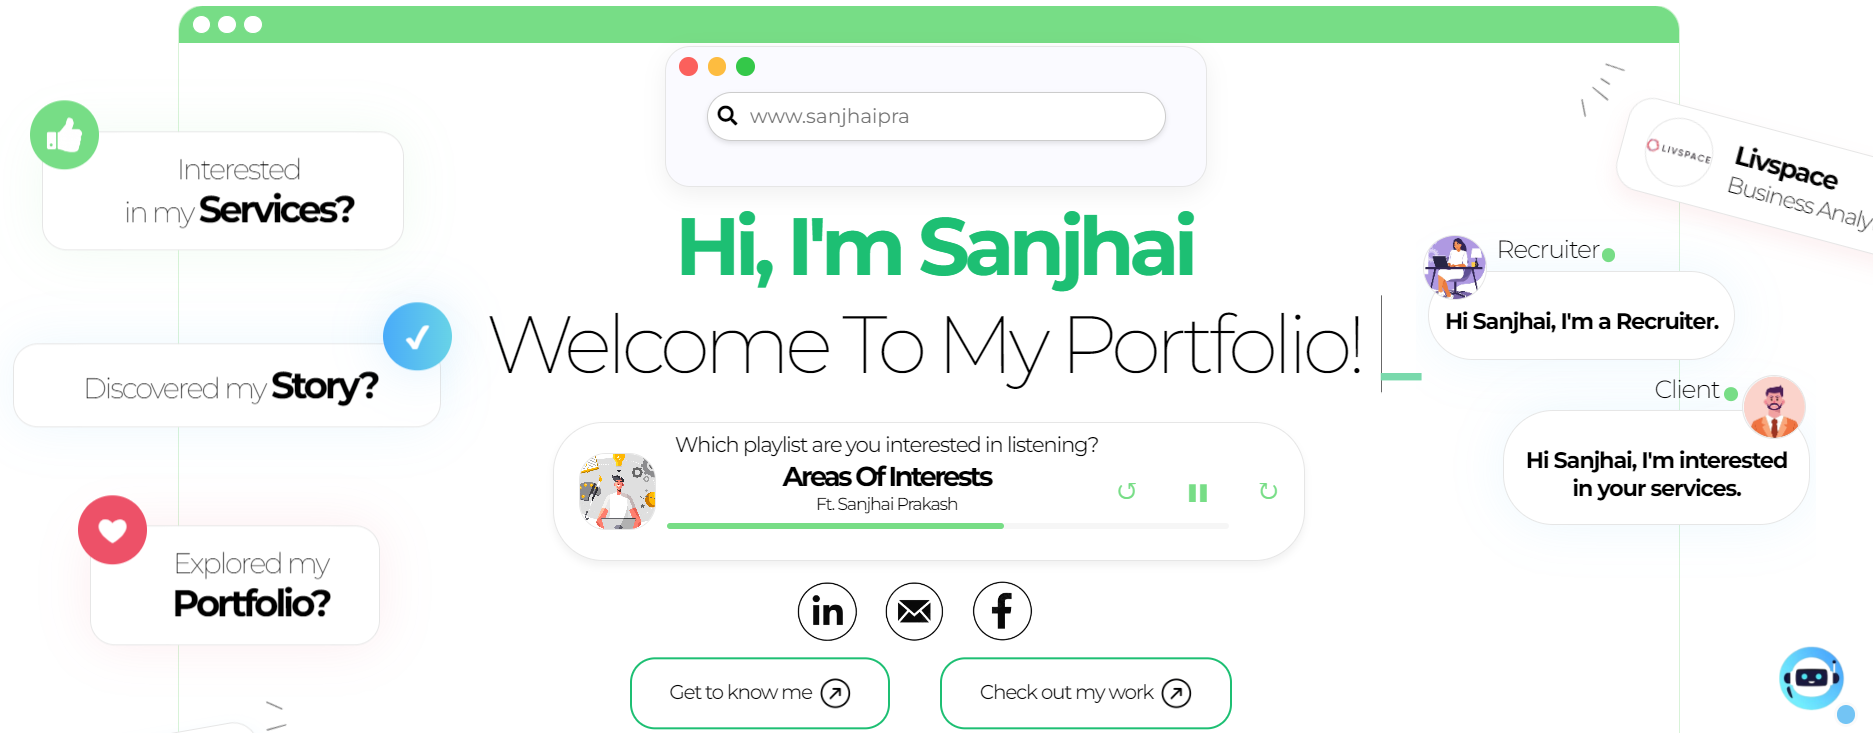 www.sanjhaipra
Interested
in my Services?
LIVSPACE
Livspace
Business Analy
Hi, I'm Sanjhai
Welcome To My Portfolio!
Recruiter
Hi Sanjhai, I'm a Recruiter.
Discovered my Story?
Client
Hi Sanjhai, I'm interested
in your services.
Which playlist are you interested in listening?
Areas Of Interests
Ft. Sanjhai Prakash
Explored my
Portfolio?
in
f
Get to know me
Check out my work